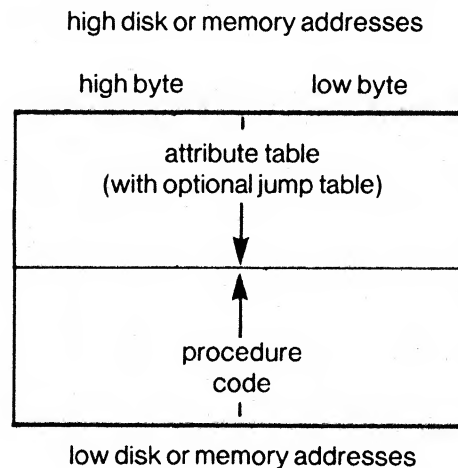 high disk or memory addresses
high byte low byte
attribute table
(with optional jump table)
procedure
code
low disk or memory addresses